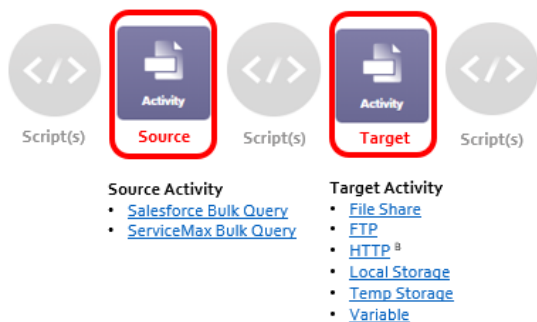 </>
</>
</>
Activity
Activity
Script(s)
Source
Script(s)
Target
Script(s)
Source Activity
• Salesforce Bulk Query
• ServiceMax Bulk Query
Target Activity
• File Share
• FTP
• HTTP B
• Local Storage
• Temp Storage
• Variable